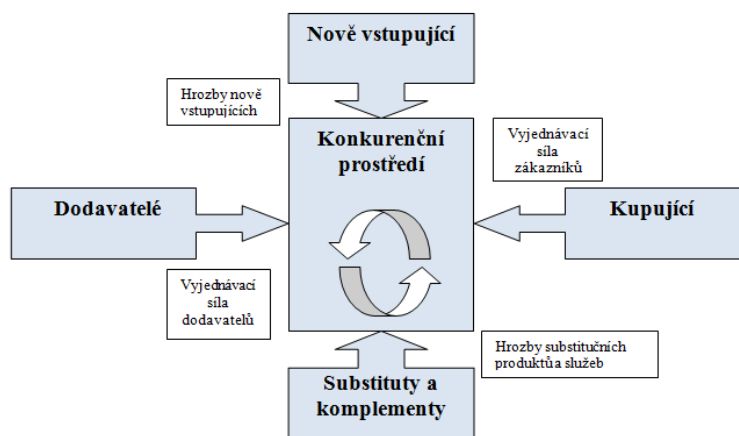 Nově vstupující
Hrozby nově
vstupujících
Konkurenční
prostředí
Vyjednávací
síla
zákazníků
Dodavatelé
Kupující
Vyjednávací
síla
dodavatelů
Hrozby substitučních
produktůa služeb
Substituty a
komplementy